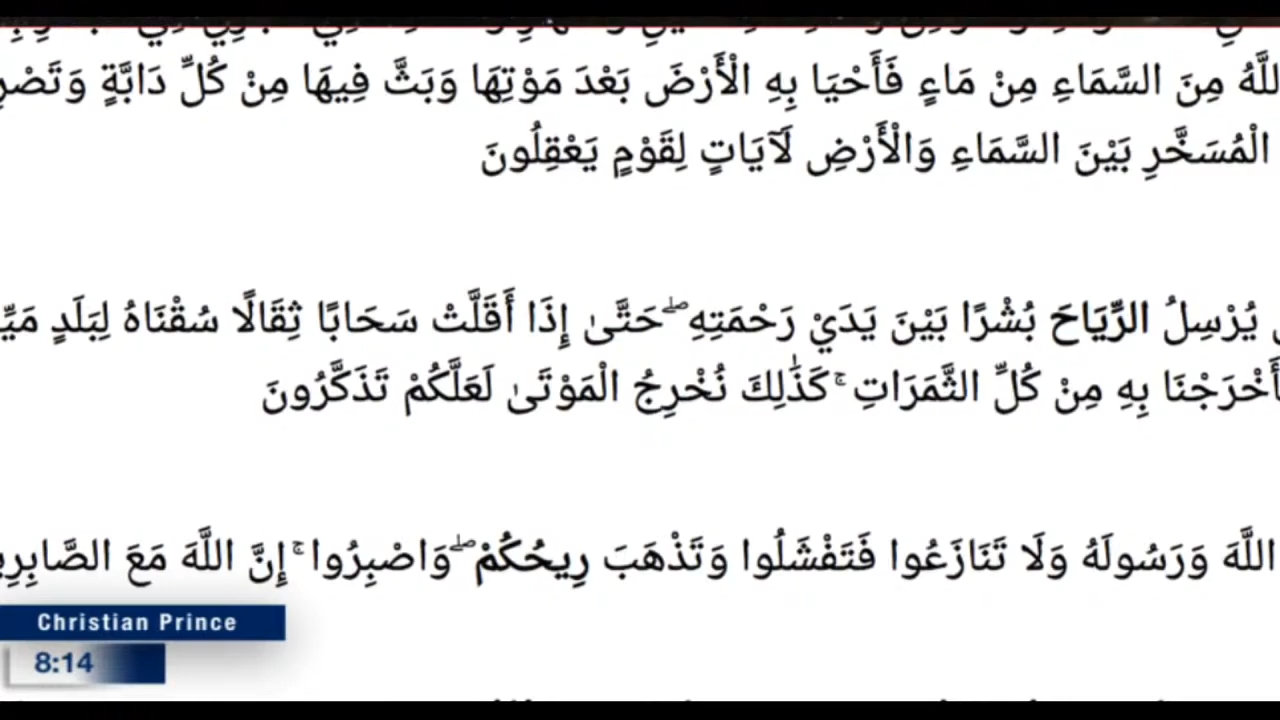 اللَّهُ مِنَ السَّمَاءِ مِنْ مَاءٍ فَأَحْيَا بِهِ الْأَرْضَ بَعْدَ مَوْتِهَا وَبَثَّ فِيهَا مِنْ كُلِّ دَابَّةٍ
الْمُسَخَّرِ بَيْنَ السَّمَاءِ وَالْأَرْضِ لَآيَاتٍ لِقَوْمٍ يَعْقِلُونَ
يُرْسِلُ الرِّيَاحَ بُشْرًا بَيْنَ يَدَيْ رَحْمَتِهِ ۖ حَتَّىٰ إِذَا أَقَلَّتْ سَحَابًا ثِقَالًا سُقْنَاهُ لِبَلَدٍ
أَخْرَجْنَا بِهِ مِنْ كُلِّ الثَّمَرَاتِ ۚ كَذَٰلِكَ نُخْرِجُ الْمَوْتَىٰ لَعَلَّكُمْ تَذَكَّرُونَ
اللَّهَ وَرَسُولَهُ وَلَا تَنَازَعُوا فَتَفْشَلُوا وَتَذْهَبَ رِيحُكُمْ ۖ وَاصْبِرُوا ۚ إِنَّ اللَّهَ مَعَ
Christian Prince
8:14